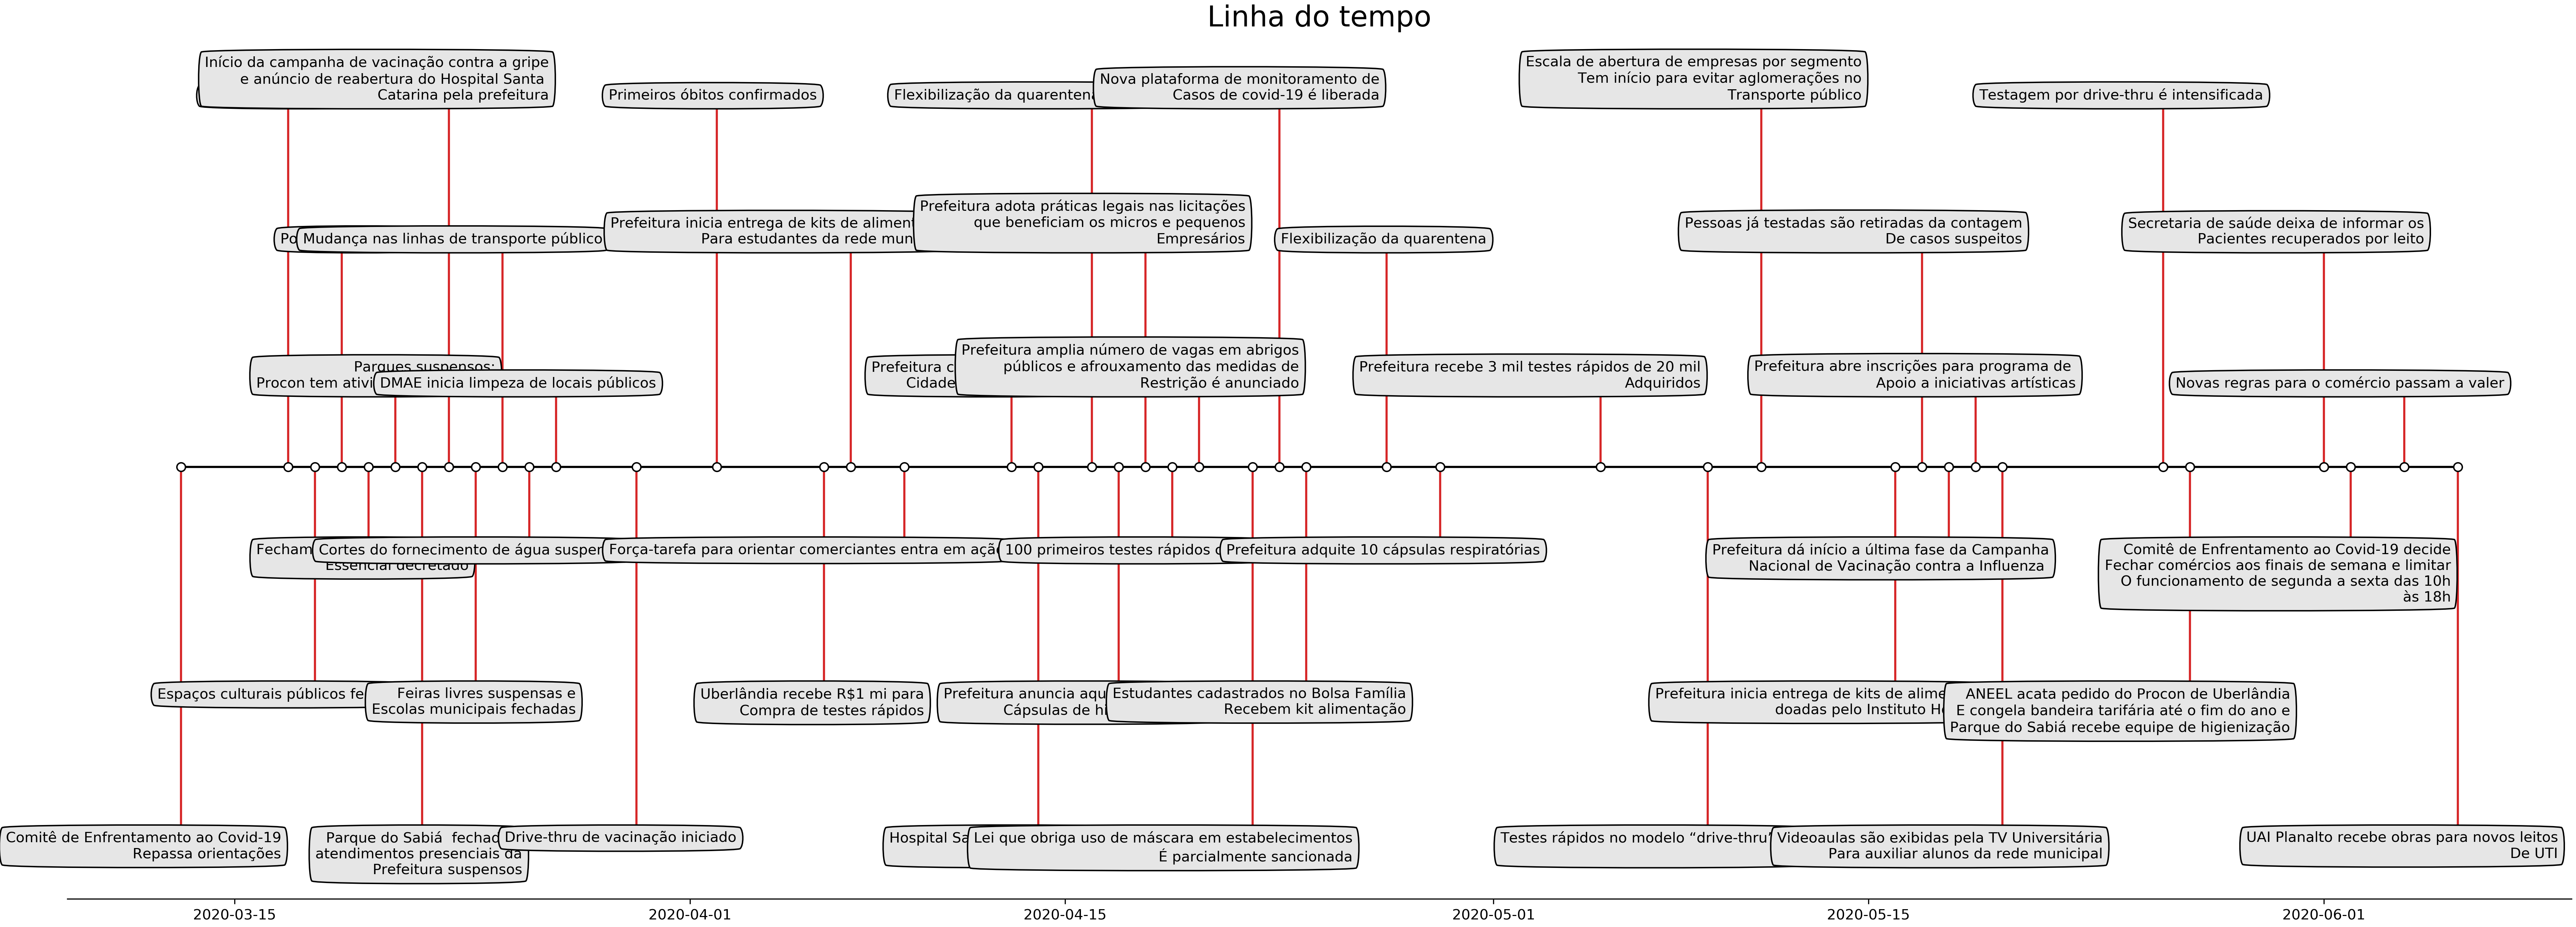 Linha do tempo
Início da campanha de vacinação contra a gripe
e anúncio de reabertura do Hospital Santa
Catarina pela prefeitura
Primeiros óbitos confirmados
Flexibilização da quarentena
Nova plataforma de monitoramento de
Casos de covid-19 é liberada
Escala de abertura de empresas por segmento
Tem início para evitar aglomerações no
Transporte público
Testagem por drive-thru é intensificada
Mudança nas linhas de transporte público
Prefeitura inicia entrega de kits de
Para estudantes da rede
Prefeitura adota práticas legais nas licitações
que beneficiam os micros e pequenos
Empresários
Flexibilização da quarentena
Pessoas já testadas são retiradas da contagem
De casos suspeitos
Secretaria de saúde deixa de informar os
Pacientes recuperados por leito
Parques suspensos;
Procon tem
DMAE inicia limpeza de locais públicos
Prefeitura
Cidade
Prefeitura amplia número de vagas em abrigos
públicos e afrouxamento das medidas de
Restrição é anunciado
Prefeitura recebe 3 mil testes rápidos de 20 mil
Adquiridos
Prefeitura abre inscrições para programa de
Apoio a iniciativas artísticas
Novas regras para o comércio passam a valer
Essencial decretado
Cortes do fornecimento de água
Força-tarefa para orientar comerciantes entra em
100 primeiros testes rápidos
Prefeitura adquite 10 cápsulas respiratórias
Prefeitura dá início a última fase da Campanha
Nacional de Vacinação contra a Influenza
Comitê de Enfrentamento ao Covid-19 decide
Fechar comércios aos finais de semana e limitar
O funcionamento de segunda a sexta das 10h
às 18h
Espaços culturais públicos
Feiras livres suspensas e
Escolas municipais fechadas
Uberlândia recebe R$1 mi para
Compra de testes rápidos
Prefeitura anuncia
Cápsulas de
Estudantes cadastrados no Bolsa Família
Recebem kit alimentação
Prefeitura inicia entrega de kits de
doadas pelo Instituto
ANEEL acata pedido do Procon de Uberlândia
E congela bandeira tarifária até o fim do ano e
Parque do Sabiá recebe equipe de higienização
Comitê de Enfrentamento ao Covid-19
Repassa orientações
Parque do Sabiá
atendimentos presenciais da
Prefeitura suspensos
Drive-thru de vacinação iniciado
Hospital
Lei que obriga uso de máscara em estabelecimentos
É parcialmente sancionada
Testes rápidos no modelo “drive-thru”
Videoaulas são exibidas pela TV Universitária
Para auxiliar alunos da rede municipal
UAI Planalto recebe obras para novos leitos
De UTI
2020-03-15
2020-04-01
2020-04-15
2020-05-01
2020-05-15
2020-06-01